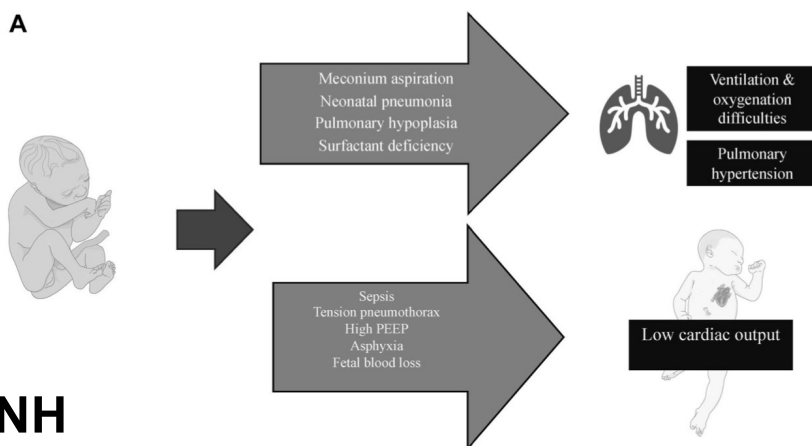 A
Meconium aspiration
Neonatal pneumonia
Pulmonary hypoplasia
Surfactant deficiency
Ventilation &
oxygenation
difficulties
Pulmonary
hypertension
Sepsis
Tension pneumothorax
High PEEP
Asphyxia
Fetal blood loss
Low cardiac output
NH